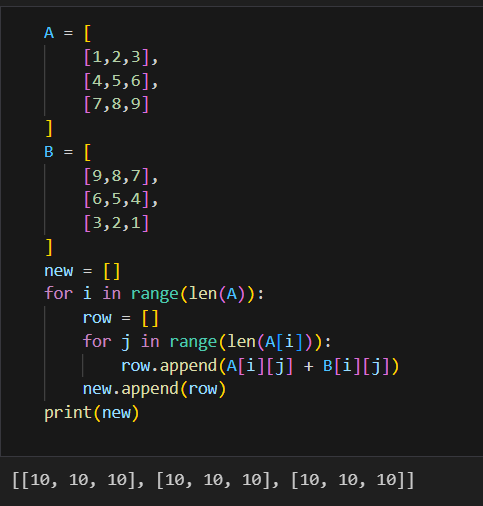 A = [
    [1,2,3],
    [4,5,6],
    [7,8,9]
]
B = [
    [9,8,7],
    [6,5,4],
    [3,2,1]
]
new = []
for i in range(len(A)):
    row = []
    for j in range(len(A[i])):
        row.append(A[i][j] + B[i][j])
    new.append(row)
print(new)
[[10, 10, 10], [10, 10, 10], [10, 10, 10]]